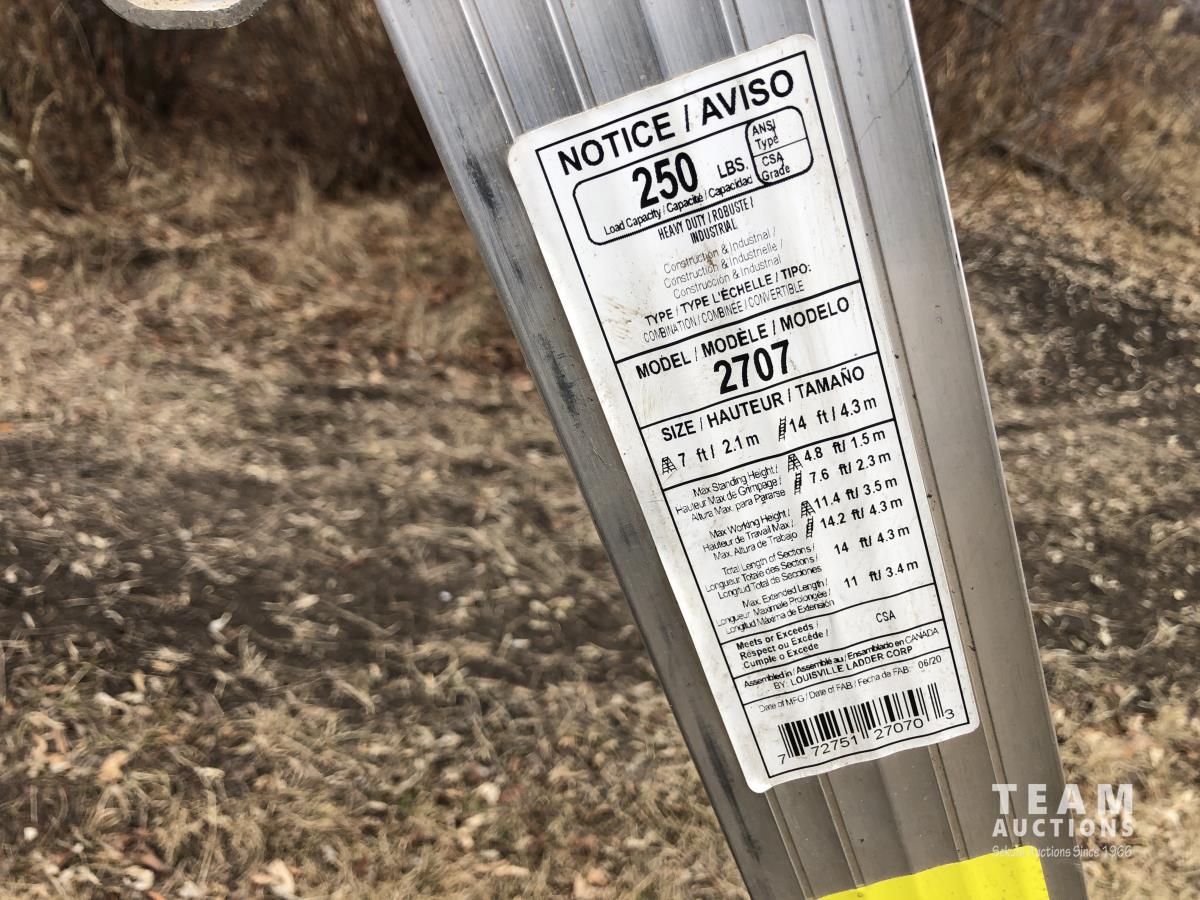 NOTICE / AVISO
250 LBS.
ANSI
Type
CSA
Grade
Load Capacity / Capacité / Capacidad
HEAVY DUTY / ROBUSTE /
INDUSTRIAL
Construction & Industrial /
Construction & Industrielle /
Construcción & Industrial
TYPE / TYPE L'ÉCHELLE / TIPO:
COMBINATION / COMBINÉE / CONVERTIBLE
MODEL / MODÈLE / MODELO
2707
SIZE / HAUTEUR / TAMAÑO
7 ft / 2.1 m 14 ft / 4.3 m
Max Standing Height /
Hauteur Max de Grimpage /
Altura Max. para Pararse
4.8 ft/ 1.5 m
7.6 ft/ 2.3 m
Max Working Height /
Hauteur de Travail Max /
Max. Altura de Trabajo
11.4 ft/ 3.5 m
14.2 ft/ 4.3 m
Total Length of Sections /
Longueur Totale des Sections /
Longitud Total de Secciones
14 ft/ 4.3 m
Max. Extended Length /
Longueur Maximale Prolongée /
Longitud Máxima de Extensión
11 ft/ 3.4 m
Meets or Exceeds /
Respect ou Excède /
Cumple o Excede
CSA
Assembled in / Assemblé au / Ensamblado en CANADA
BY: LOUISVILLE LADDER CORP
Date of MFG / Date of FAB / Fecha de FAB: 06/20
7 72751 27070 3
TEAM
AUCTIONS
Auctions Since 1966